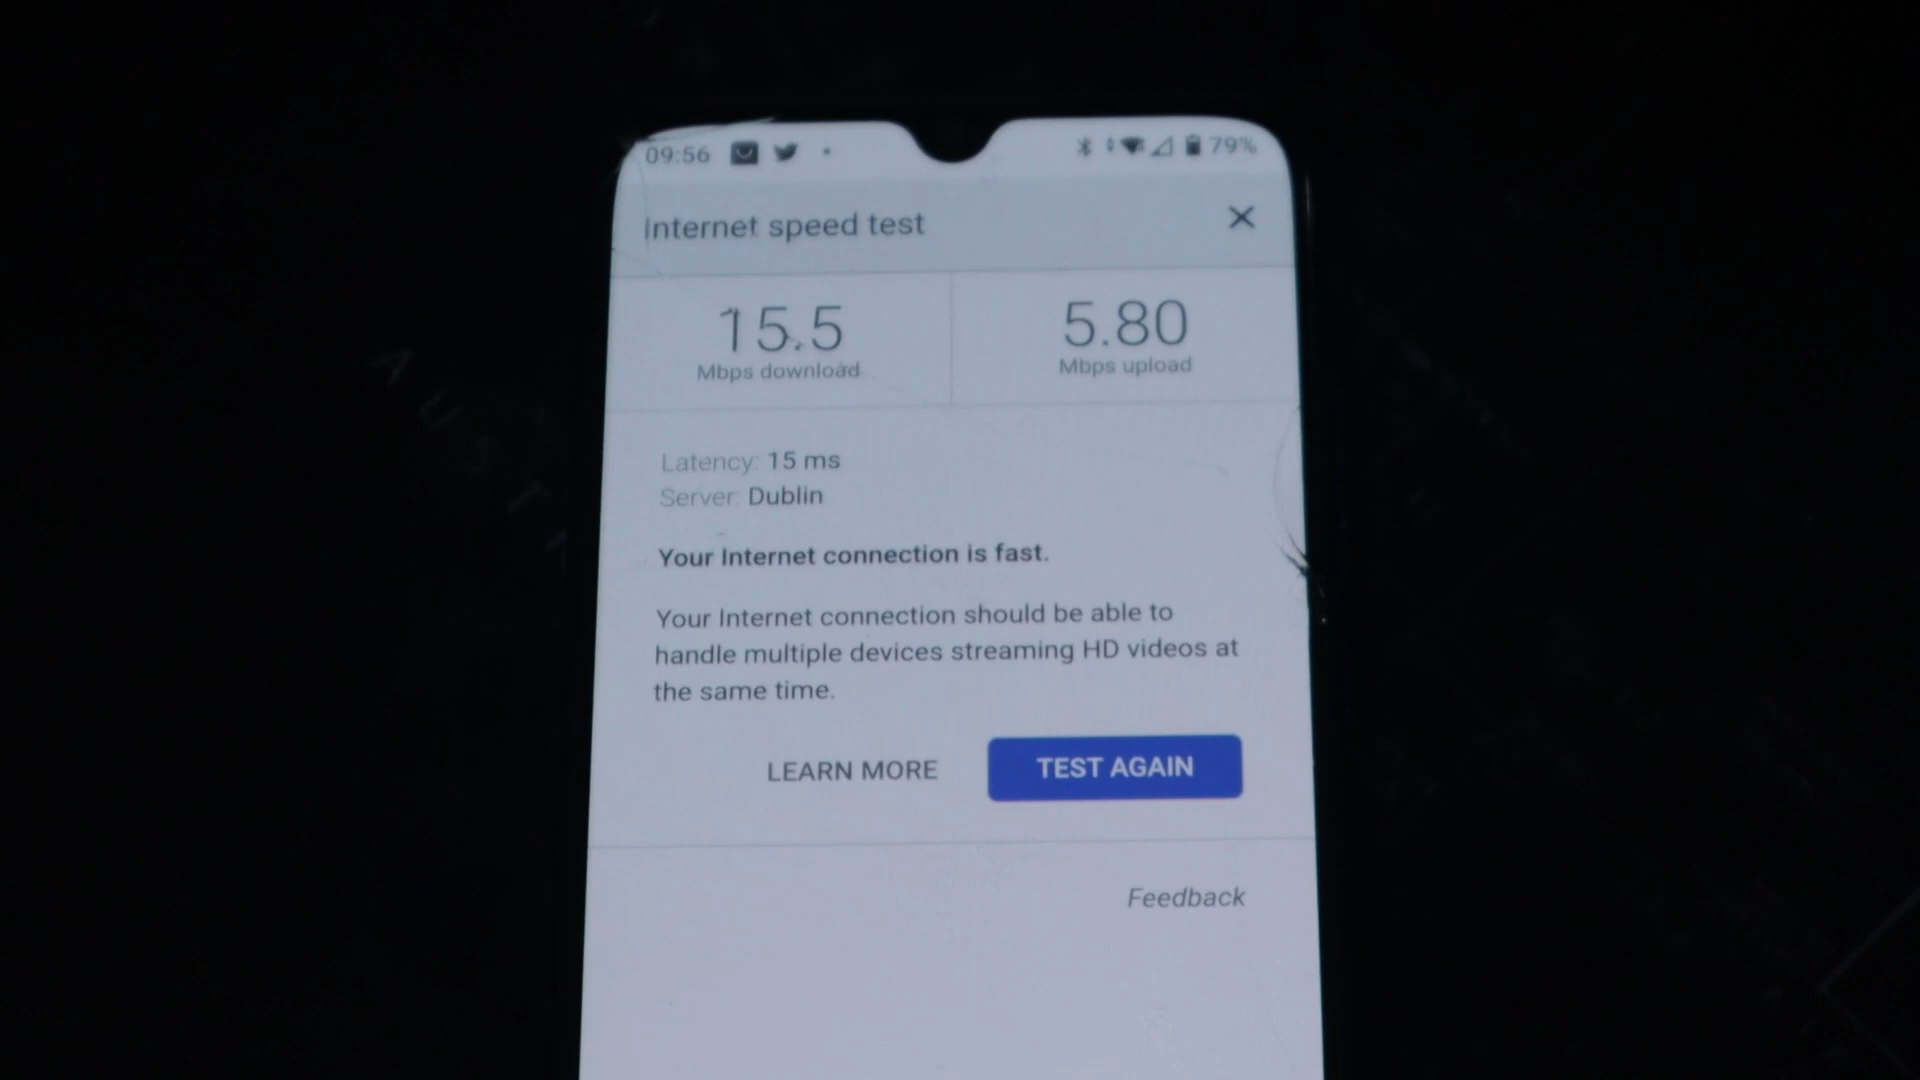 09:56 79%
Internet speed test
15.5 5.80
Mbps download Mbps upload
Latency: 15 ms
Server: Dublin
Your Internet connection is fast.
Your Internet connection should be able to
handle multiple devices streaming HD videos at
the same time.
LEARN MORE TEST AGAIN
Feedback